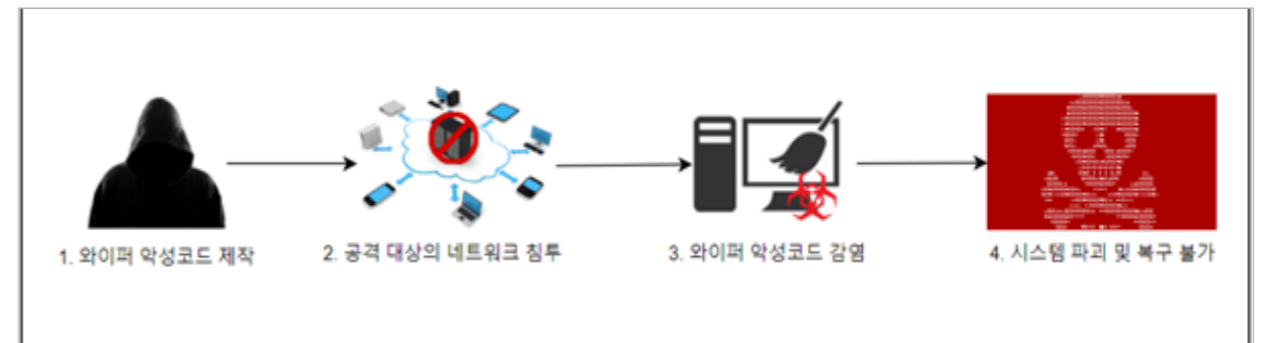 1. 와이퍼 악성코드 제작
2. 공격 대상의 네트워크 침투
3. 와이퍼 악성코드 감염
4. 시스템 파괴 및 복구 불가